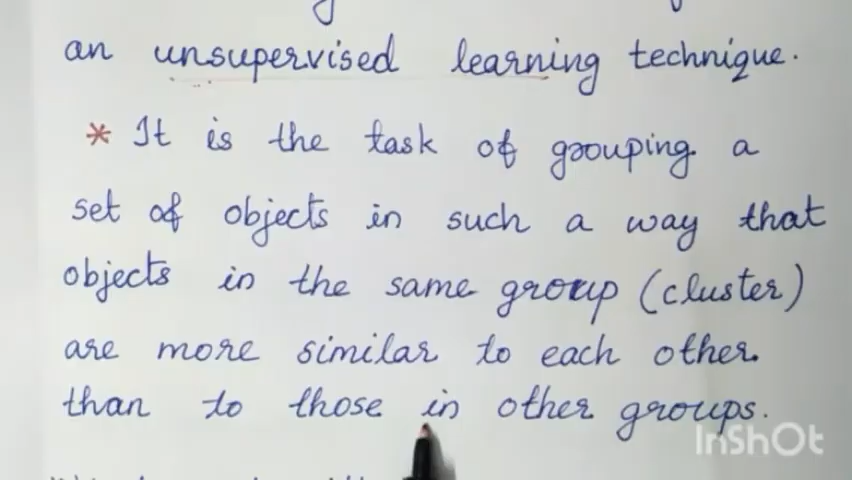 an unsupervised learning technique.
* It is the task of grouping a
set of objects in such a way that
objects in the same group (cluster)
are more similar to each other
than to those in other groups.
InShOt